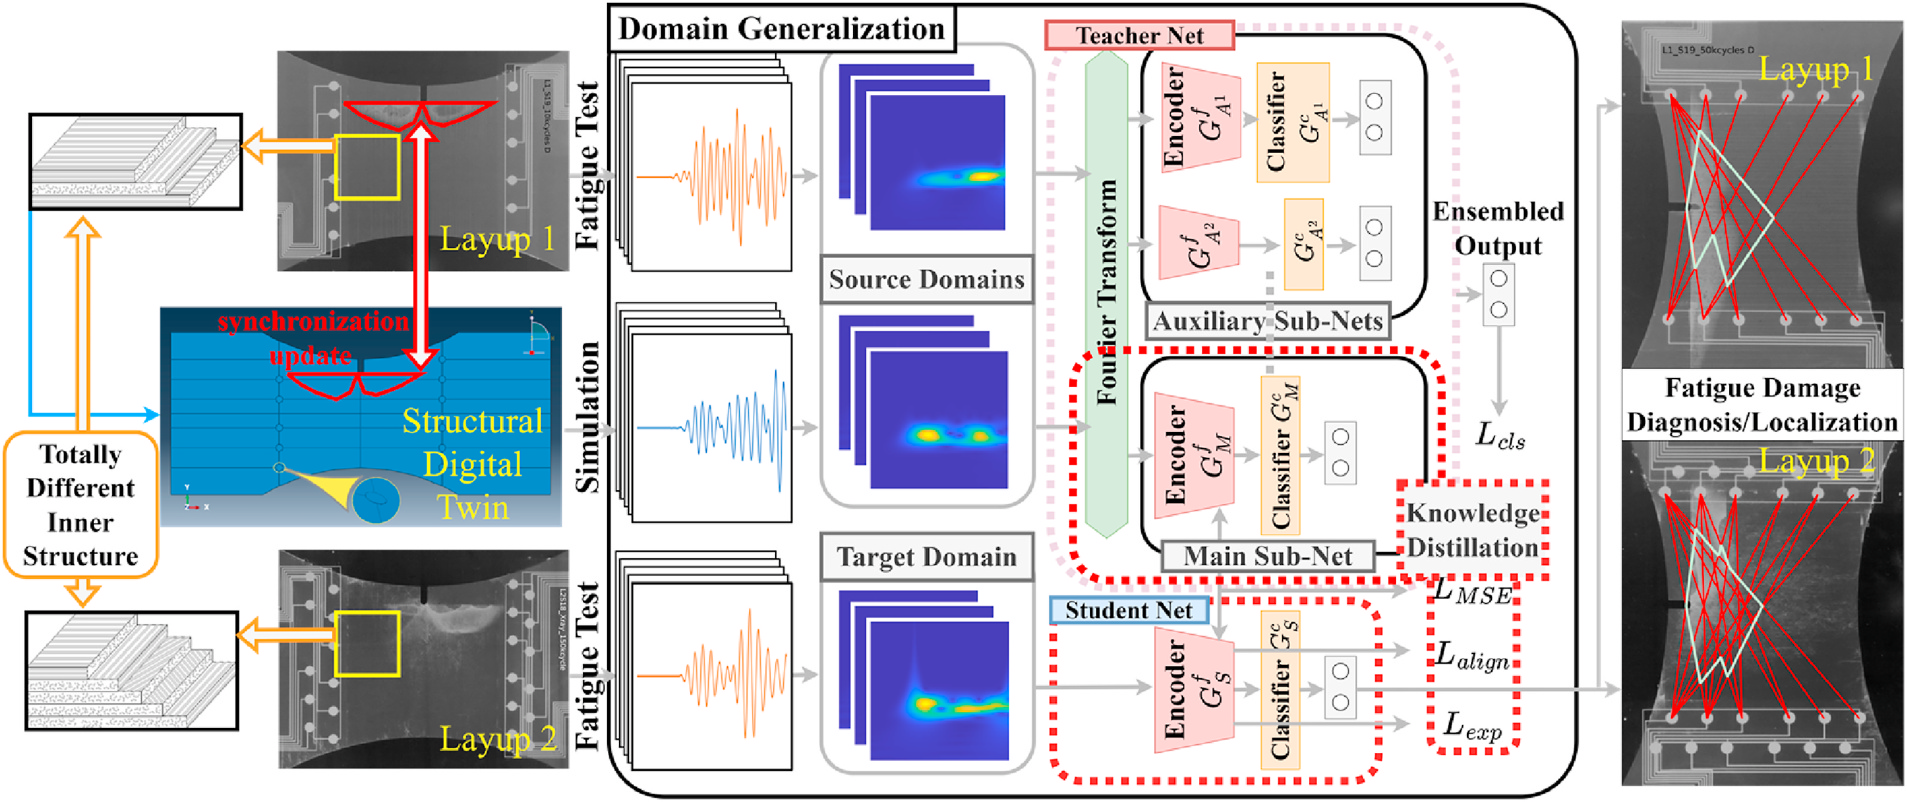 Domain Generalization
Teacher Net
L1_S19_50kcycles D
Layup 1
Layup 1
Fatigue Test
Encoder
G^f_{A^1}
Classifier
G^c_{A^1}
G^f_{A^2}
G^c_{A^2}
Fourier Transform
Ensembled
Output
Source Domains
Auxiliary Sub-Nets
synchronization
update
Structural
Digital
Twin
Y
Z
X
Simulation
Encoder
G^f_M
Classifier G^c_M
L_{cls}
Fatigue Damage
Diagnosis/Localization
Layup 2
Totally
Different
Inner
Structure
Knowledge
Distillation
Main Sub-Net
Target Domain
Student Net
L_{MSE}
Fatigue Test
Encoder
G^f_S
Classifier G^c_S
L_{align}
L_{exp}
Layup 2